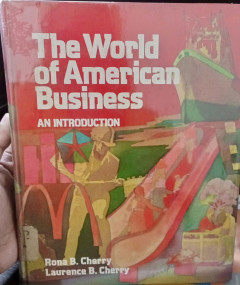 The World
of American
Business
AN INTRODUCTION
Rona B. Cherry
Laurence B. Cherry